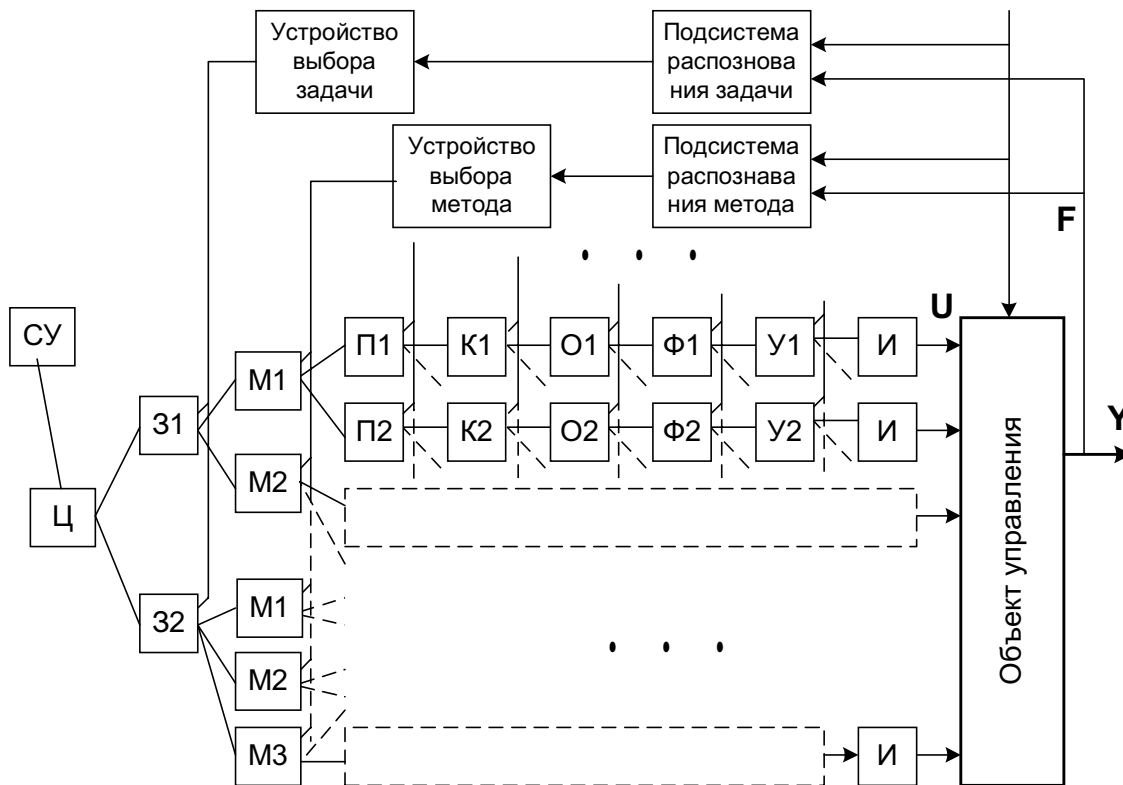 Устройство
выбора
задачи
Подсистема
распознова
ния задачи
Устройство
выбора
метода
Подсистема
распознава
ния метода
F
U
СУ
П1
К1
О1
Ф1
У1
И
М1
З1
П2
К2
О2
Ф2
У2
И
Y
М2
Ц
Объект управления
М1
З2
М2
М3
И